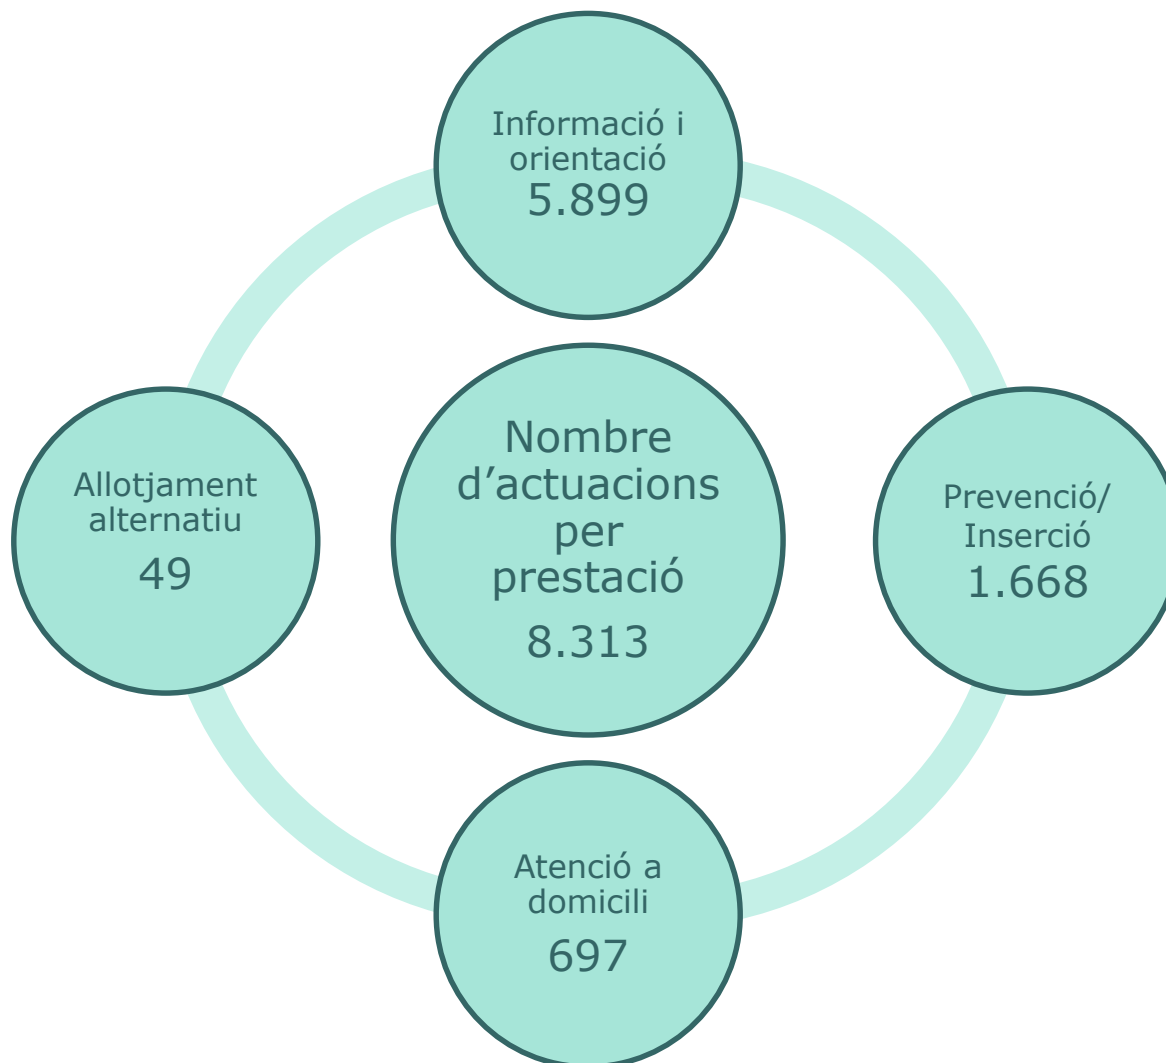 Informació i
orientació
5.899
Nombre
d’actuacions
per
prestació
8.313
Allotjament
alternatiu
49
Prevenció/
Inserció
1.668
Atenció a
domicili
697